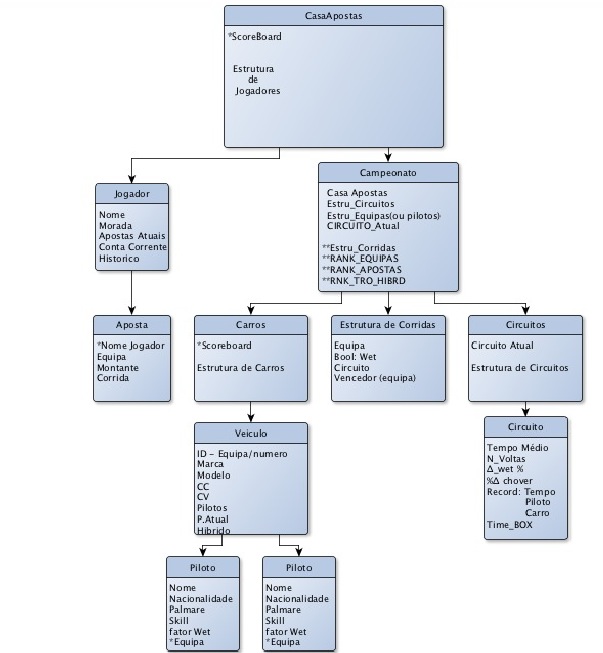 CasaApostas
*ScoreBoard
Estrutura
de
Jogadores
Jogador
Nome
Morada
Apostas Atuais
Conta Corrente
Historico
Campeonato
Casa Apostas
Estru_Circuitos
Estru_Equipas(ou pilotos)
CIRCUITO_Atual
**Estru_Corridas
**RANK_EQUIPAS
**RANK_APOSTAS
**RNK_TRO_HIBRD
Aposta
*Nome Jogador
Equipa
Montante
Corrida
Carros
*Scoreboard
Estrutura de Carros
Estrutura de Corridas
Equipa
Bool: Wet
Circuito
Vencedor (equipa)
Circuitos
Circuito Atual
Estrutura de Circuitos
Veiculo
ID - Equipa/numero
Marca
Modelo
CC
CV
Pilotos
P.Atual
Hibrido
Circuito
Tempo Médio
N_Voltas
Δ_wet %
%Δ chover
Record: Tempo
Piloto
Carro
Time_BOX
Piloto
Nome
Nacionalidade
Palmare
Skill
fator Wet
*Equipa
Piloto
Nome
Nacionalidade
Palmare
Skill
fator Wet
*Equipa